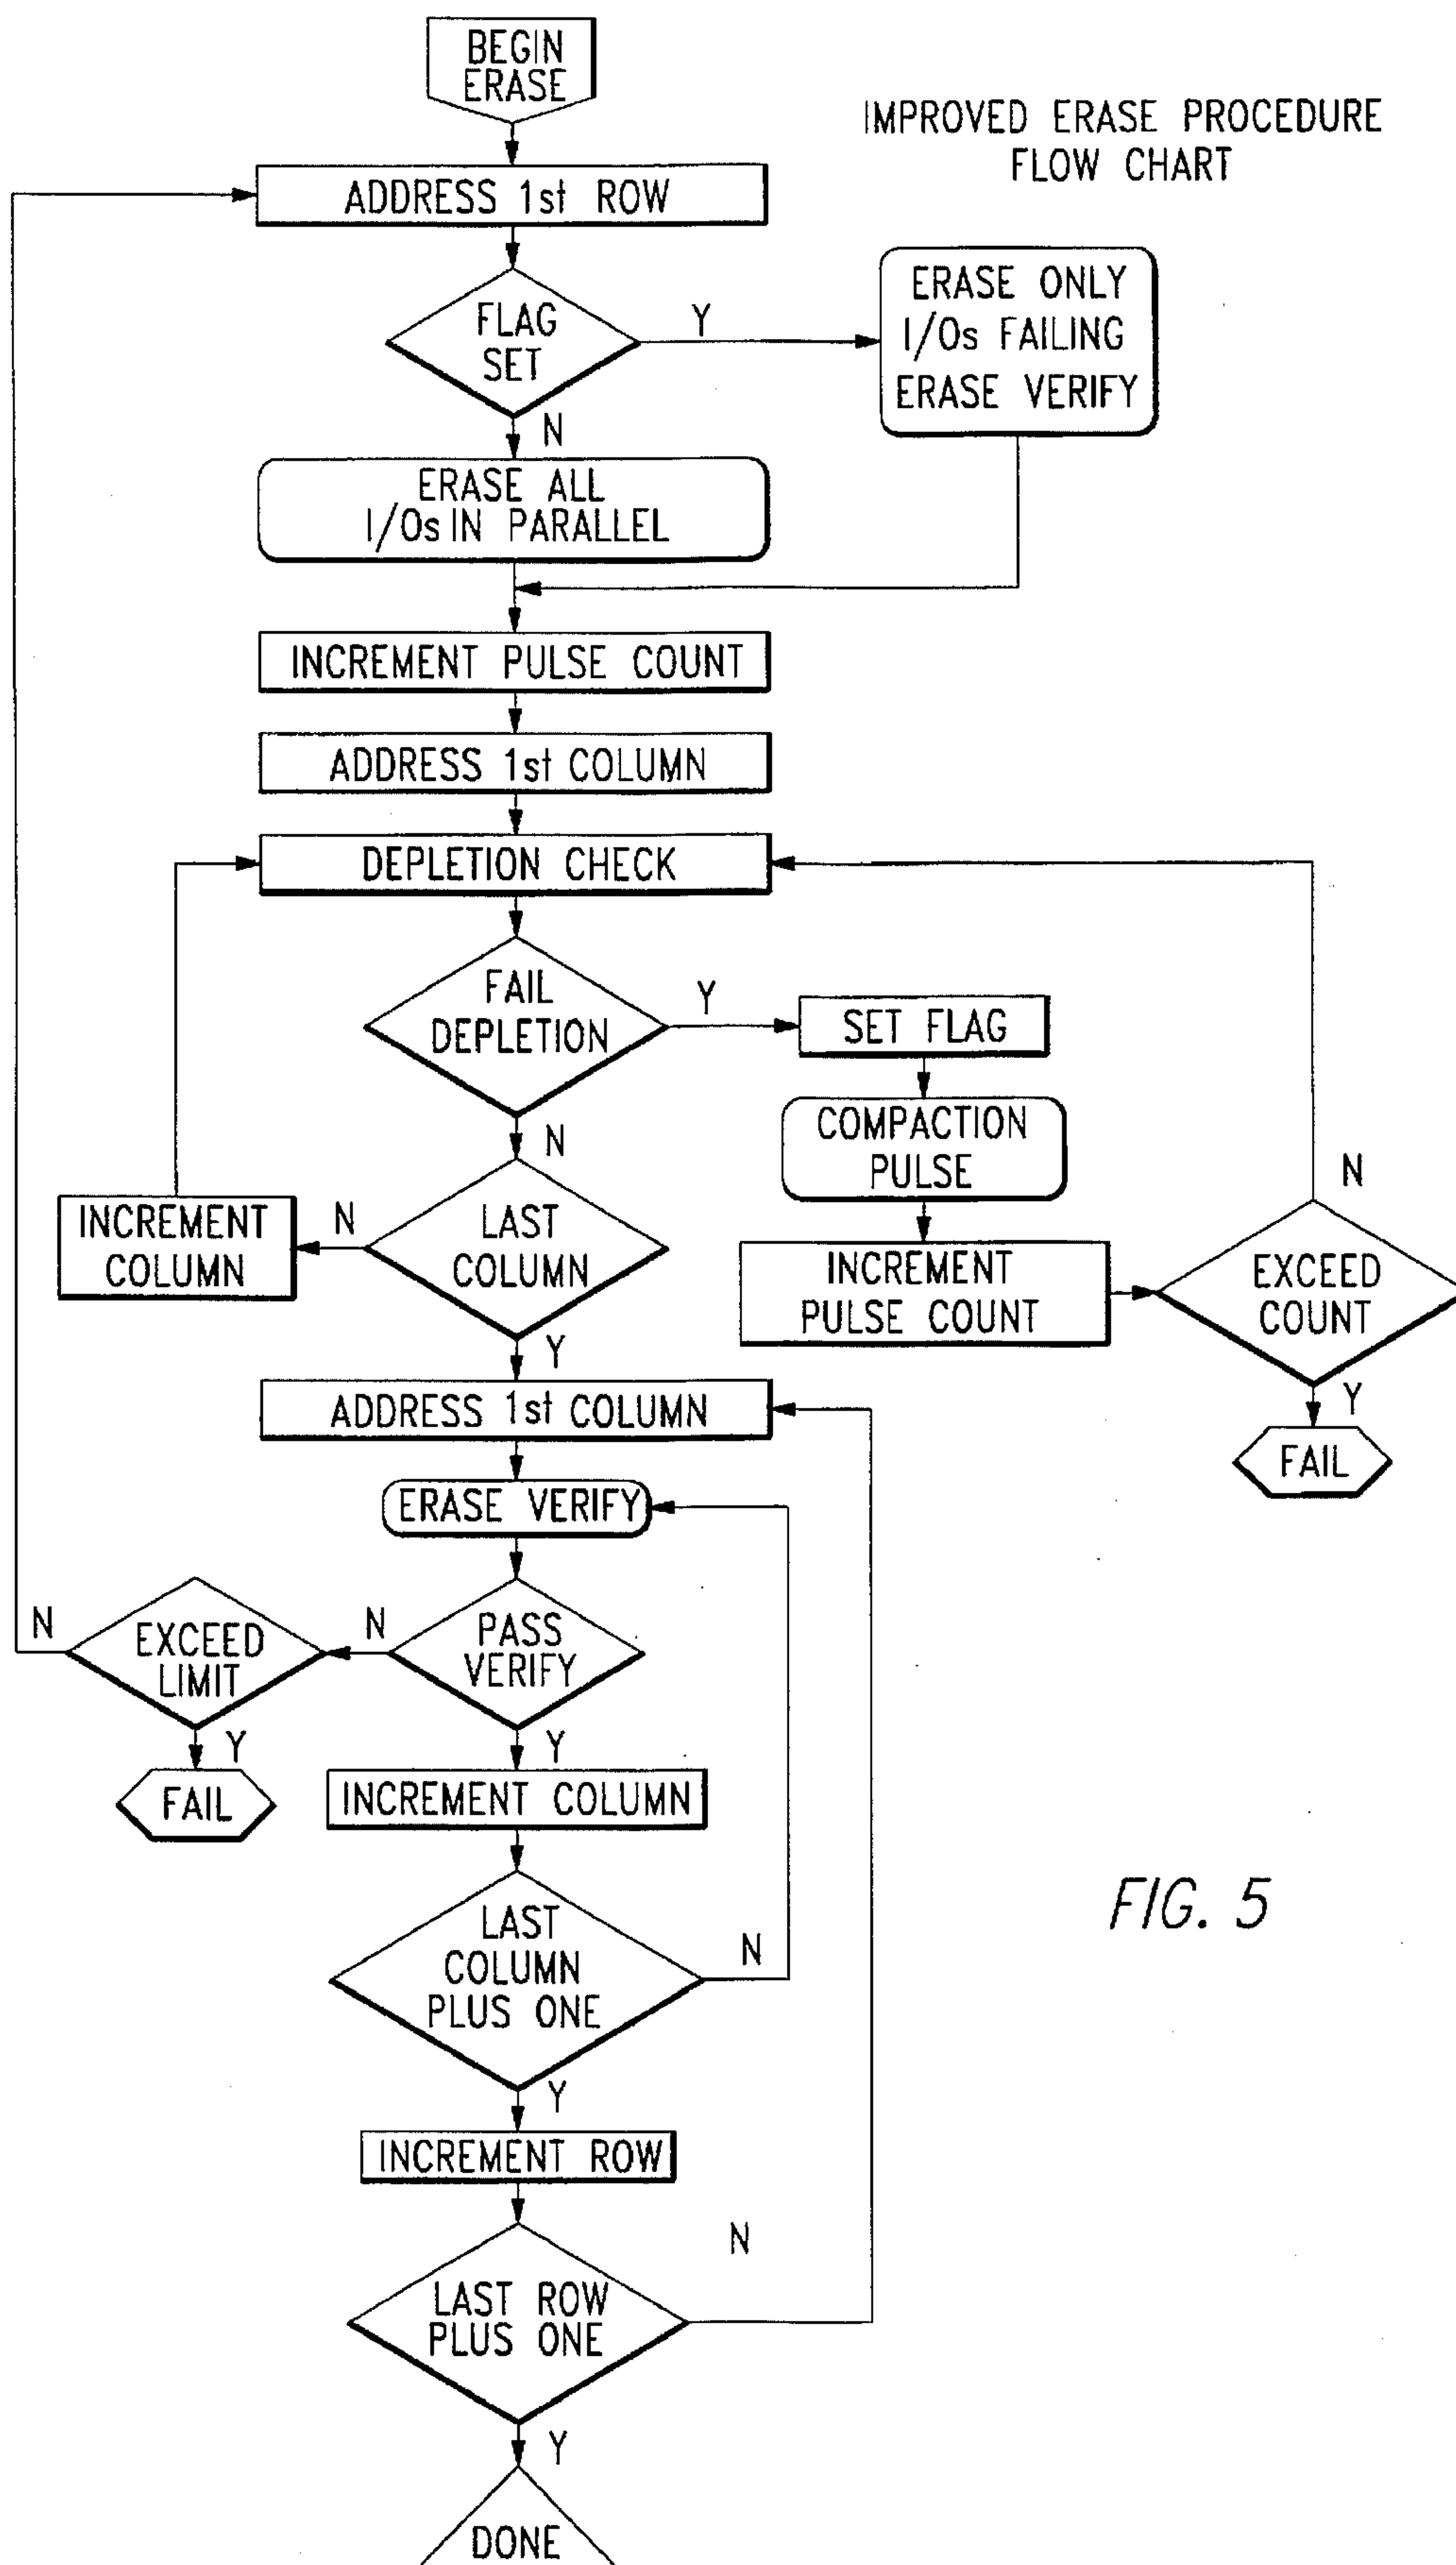 BEGIN
ERASE
IMPROVED ERASE PROCEDURE
FLOW CHART
ADDRESS 1st ROW
FLAG
SET
Y
ERASE ONLY
I/Os FAILING
ERASE VERIFY
N
ERASE ALL
I/Os IN PARALLEL
INCREMENT PULSE COUNT
ADDRESS 1st COLUMN
DEPLETION CHECK
FAIL
DEPLETION
Y
SET FLAG
COMPACTION
PULSE
N
N
LAST
COLUMN
N
INCREMENT
COLUMN
INCREMENT
PULSE COUNT
EXCEED
COUNT
Y
Y
FAIL
ADDRESS 1st COLUMN
ERASE VERIFY
PASS
VERIFY
N
EXCEED
LIMIT
N
Y
FAIL
Y
INCREMENT COLUMN
LAST
COLUMN
PLUS ONE
N
FIG. 5
Y
INCREMENT ROW
N
LAST ROW
PLUS ONE
Y
DONE